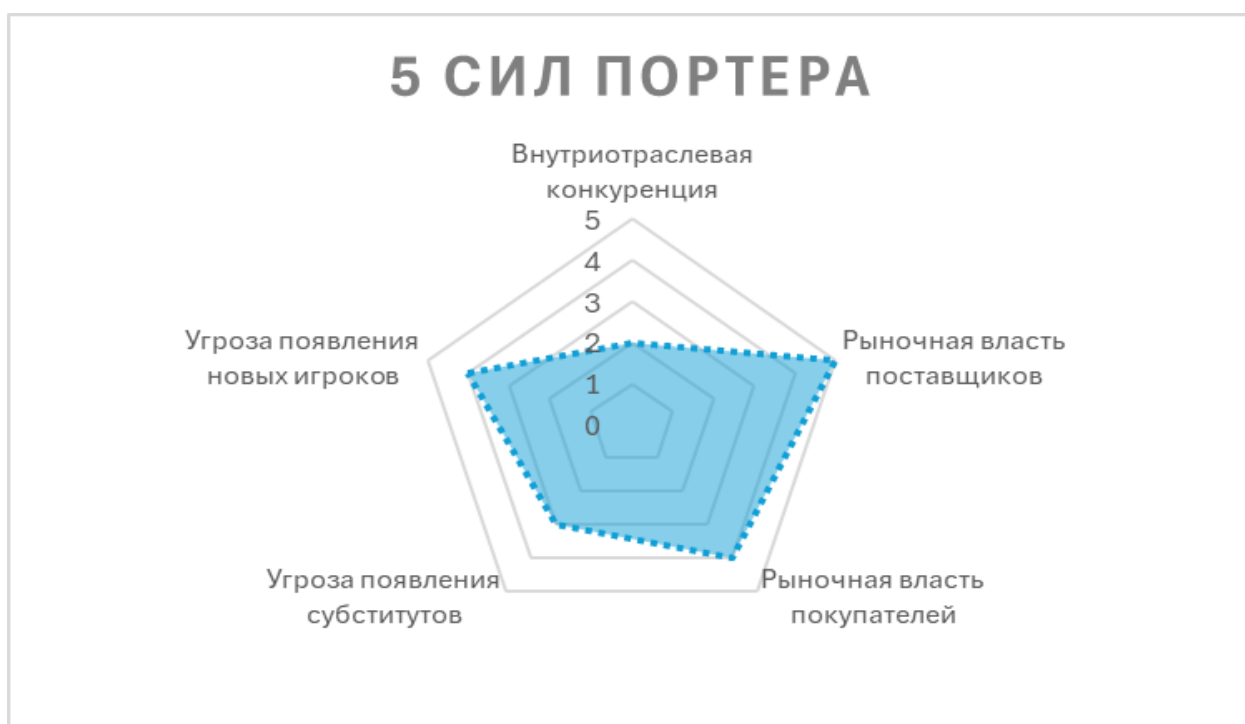 5 СИЛ ПОРТЕРА
Внутриотраслевая
конкуренция
5
4
3
2
1
0
Рыночная власть
поставщиков
Рыночная власть
покупателей
Угроза появления
субститутов
Угроза появления
новых игроков